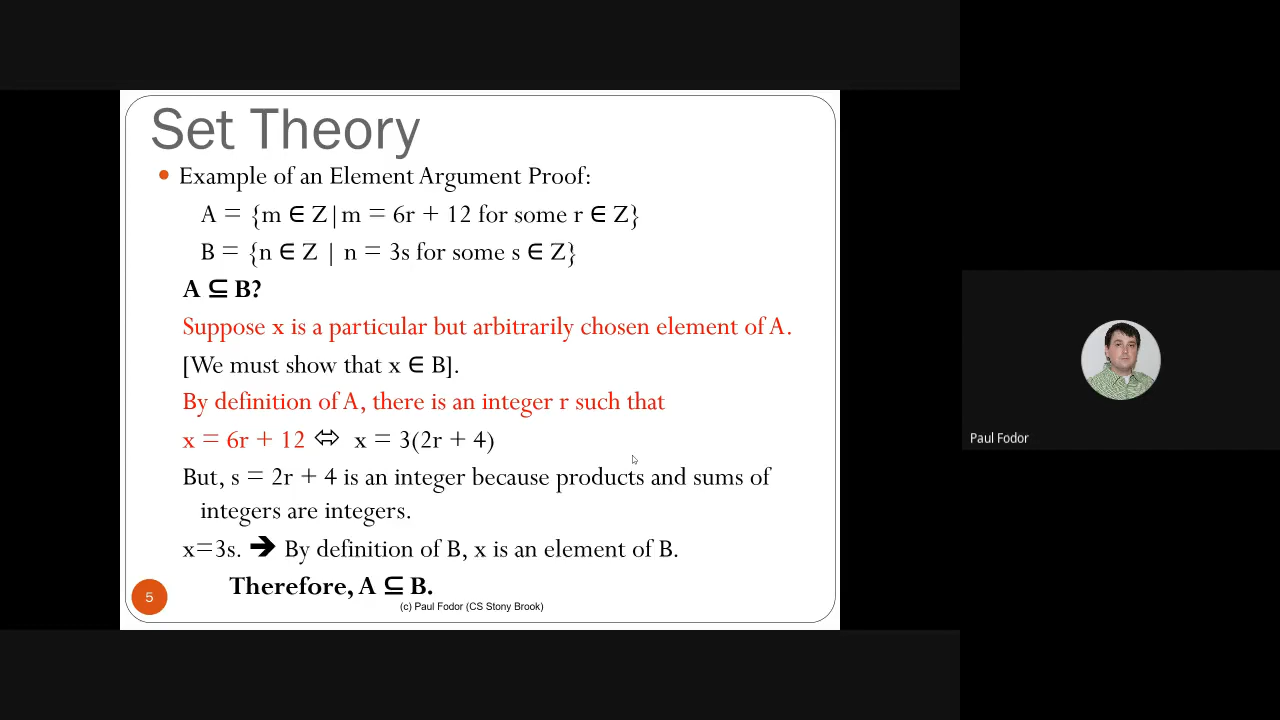 Set Theory
• Example of an Element Argument Proof:
A = {m ∈ Z|m = 6r + 12 for some r ∈ Z}
B = {n ∈ Z | n = 3s for some s ∈ Z}
A ⊆ B?
Suppose x is a particular but arbitrarily chosen element of A.
[We must show that x ∈ B].
By definition of A, there is an integer r such that
x = 6r + 12 ⬄ x = 3(2r + 4)
But, s = 2r + 4 is an integer because products and sums of
integers are integers.
x=3s. ➔ By definition of B, x is an element of B.
Therefore, A ⊆ B.
5
(c) Paul Fodor (CS Stony Brook)
Paul Fodor